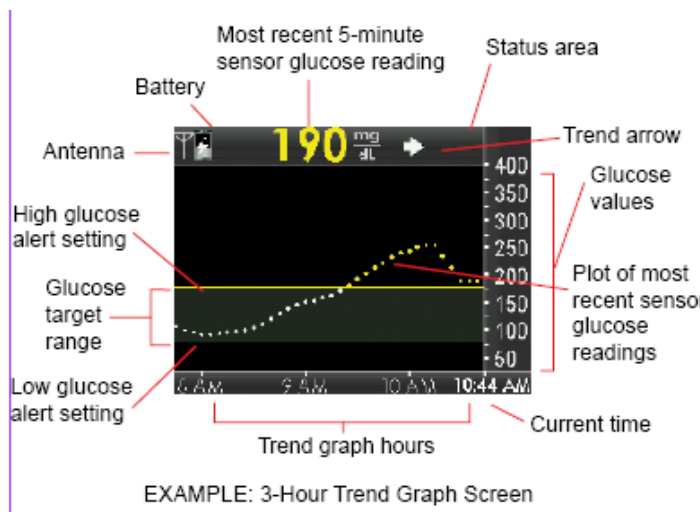 Most recent 5-minute
sensor glucose reading
Status area
Battery
Antenna
190 mg/dL
Trend arrow
400
350
300
250
200
150
100
50
Glucose
values
High glucose
alert setting
Glucose
target
range
Plot of most
recent sensor
glucose
readings
Low glucose
alert setting
6 AM 9 AM 10 AM 10:44 AM
Trend graph hours
Current time
EXAMPLE: 3-Hour Trend Graph Screen